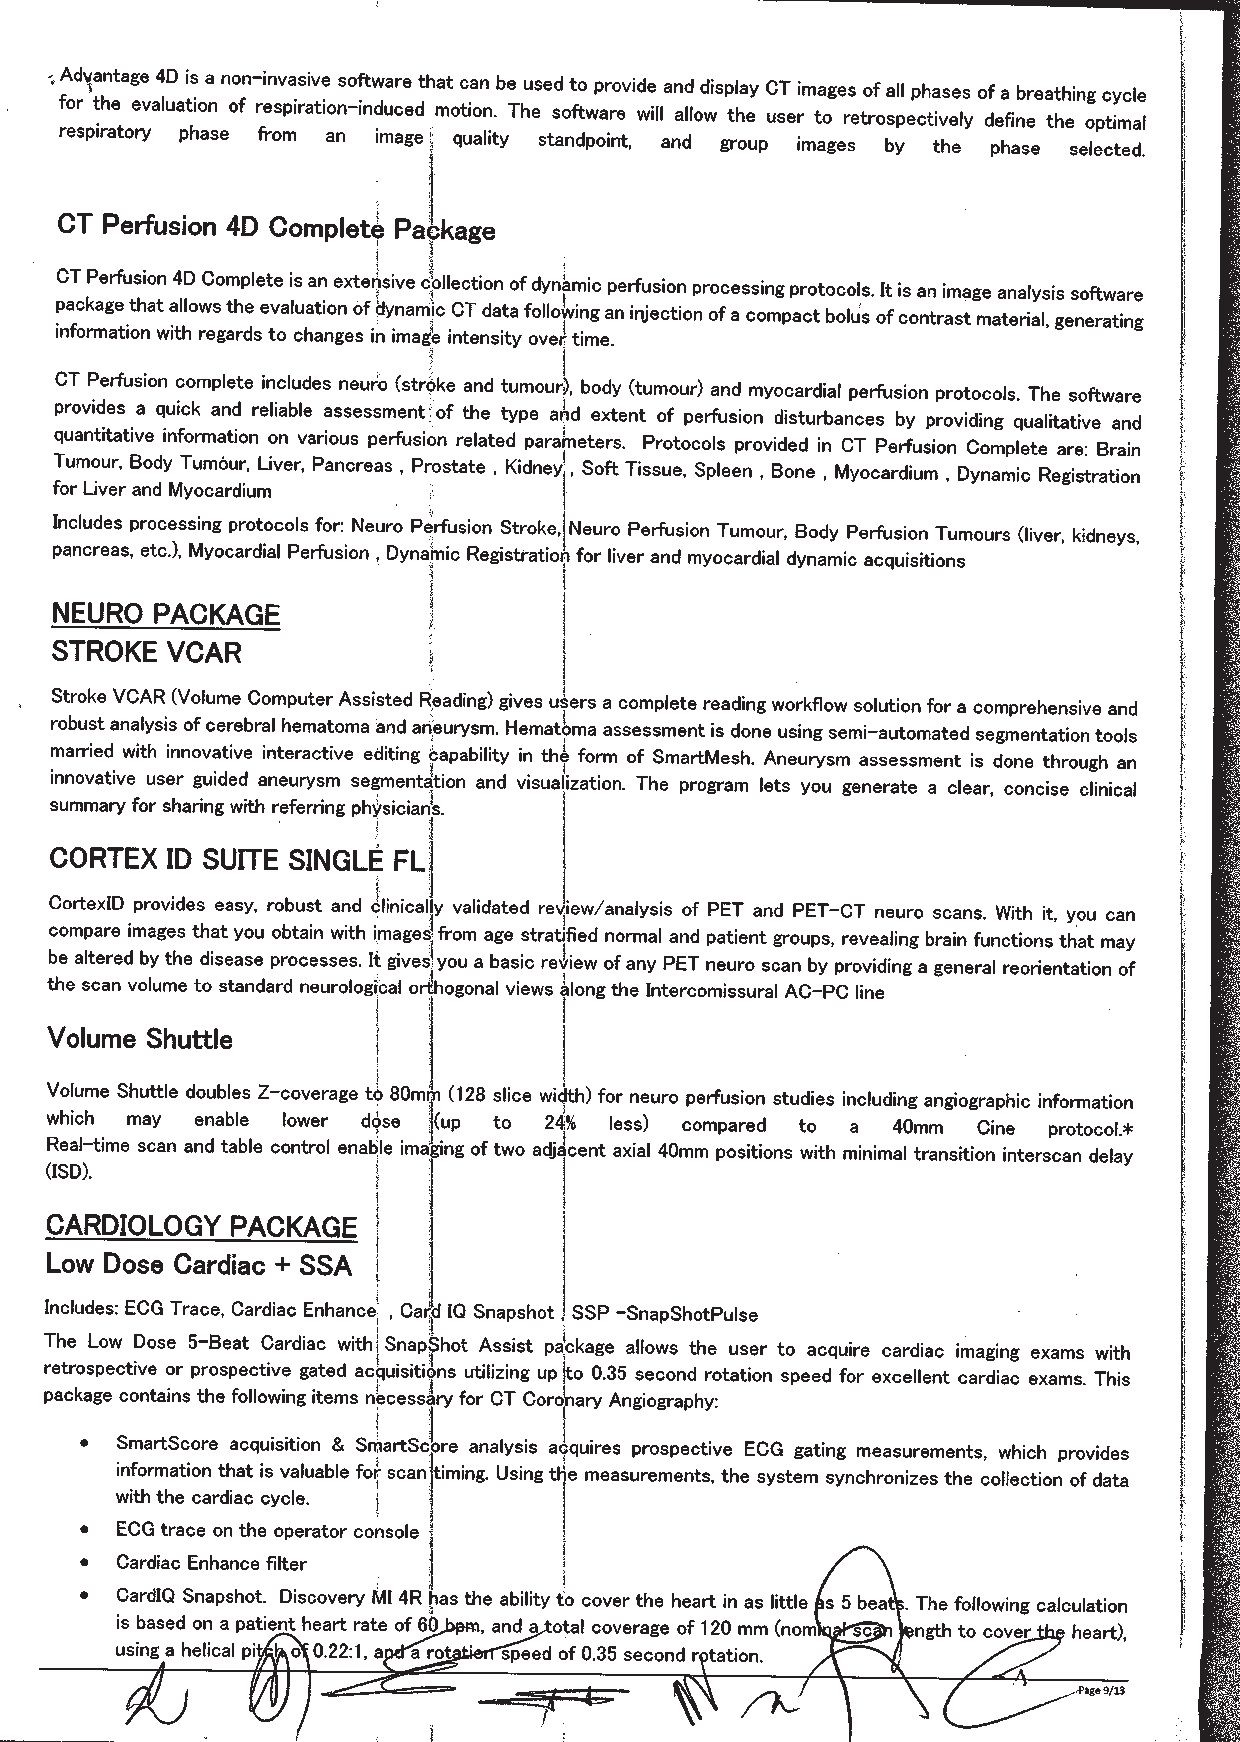 Advantage 4D is a non-invasive software that can be used to provide and display CT images of all phases of a breathing cycle
for the evaluation of respiration-induced motion. The software will allow the user to retrospectively define the optimal
respiratory phase from an image quality standpoint, and group images by the phase selected.
CT Perfusion 4D Complete Package
CT Perfusion 4D Complete is an extensive collection of dynamic perfusion processing protocols. It is an image analysis software
package that allows the evaluation of dynamic CT data following an injection of a compact bolus of contrast material, generating
information with regards to changes in image intensity over time.
CT Perfusion complete includes neuro (stroke and tumour), body (tumour) and myocardial perfusion protocols. The software
provides a quick and reliable assessment of the type and extent of perfusion disturbances by providing qualitative and
quantitative information on various perfusion related parameters. Protocols provided in CT Perfusion Complete are: Brain
Tumour, Body Tumour, Liver, Pancreas , Prostate , Kidney , Soft Tissue, Spleen , Bone , Myocardium , Dynamic Registration
for Liver and Myocardium
Includes processing protocols for: Neuro Perfusion Stroke, Neuro Perfusion Tumour, Body Perfusion Tumours (liver, kidneys,
pancreas, etc.), Myocardial Perfusion , Dynamic Registration for liver and myocardial dynamic acquisitions
NEURO PACKAGE
STROKE VCAR
Stroke VCAR (Volume Computer Assisted Reading) gives users a complete reading workflow solution for a comprehensive and
robust analysis of cerebral hematoma and aneurysm. Hematoma assessment is done using semi-automated segmentation tools
married with innovative interactive editing capability in the form of SmartMesh. Aneurysm assessment is done through an
innovative user guided aneurysm segmentation and visualization. The program lets you generate a clear, concise clinical
summary for sharing with referring physicians.
CORTEX ID SUITE SINGLE FL
CortexID provides easy, robust and clinically validated review/analysis of PET and PET-CT neuro scans. With it, you can
compare images that you obtain with images from age stratified normal and patient groups, revealing brain functions that may
be altered by the disease processes. It gives you a basic review of any PET neuro scan by providing a general reorientation of
the scan volume to standard neurological orthogonal views along the Intercomissural AC-PC line
Volume Shuttle
Volume Shuttle doubles Z-coverage to 80mm (128 slice width) for neuro perfusion studies including angiographic information
which may enable lower dose (up to 24% less) compared to a 40mm Cine protocol.*
Real-time scan and table control enable imaging of two adjacent axial 40mm positions with minimal transition interscan delay
(ISD).
CARDIOLOGY PACKAGE
Low Dose Cardiac + SSA
Includes: ECG Trace, Cardiac Enhance , Card IQ Snapshot , SSP -SnapShotPulse
The Low Dose 5-Beat Cardiac with SnapShot Assist package allows the user to acquire cardiac imaging exams with
retrospective or prospective gated acquisitions utilizing up to 0.35 second rotation speed for excellent cardiac exams. This
package contains the following items necessary for CT Coronary Angiography:
• SmartScore acquisition & SmartScore analysis acquires prospective ECG gating measurements, which provides
information that is valuable for scan timing. Using the measurements, the system synchronizes the collection of data
with the cardiac cycle.
• ECG trace on the operator console
• Cardiac Enhance filter
• CardIQ Snapshot. Discovery MI 4R has the ability to cover the heart in as little as 5 beats. The following calculation
is based on a patient heart rate of 60 bpm, and a total coverage of 120 mm (nominal scan length to cover the heart),
using a helical pitch of 0.22:1, and a rotation speed of 0.35 second rotation.
Page 9/13